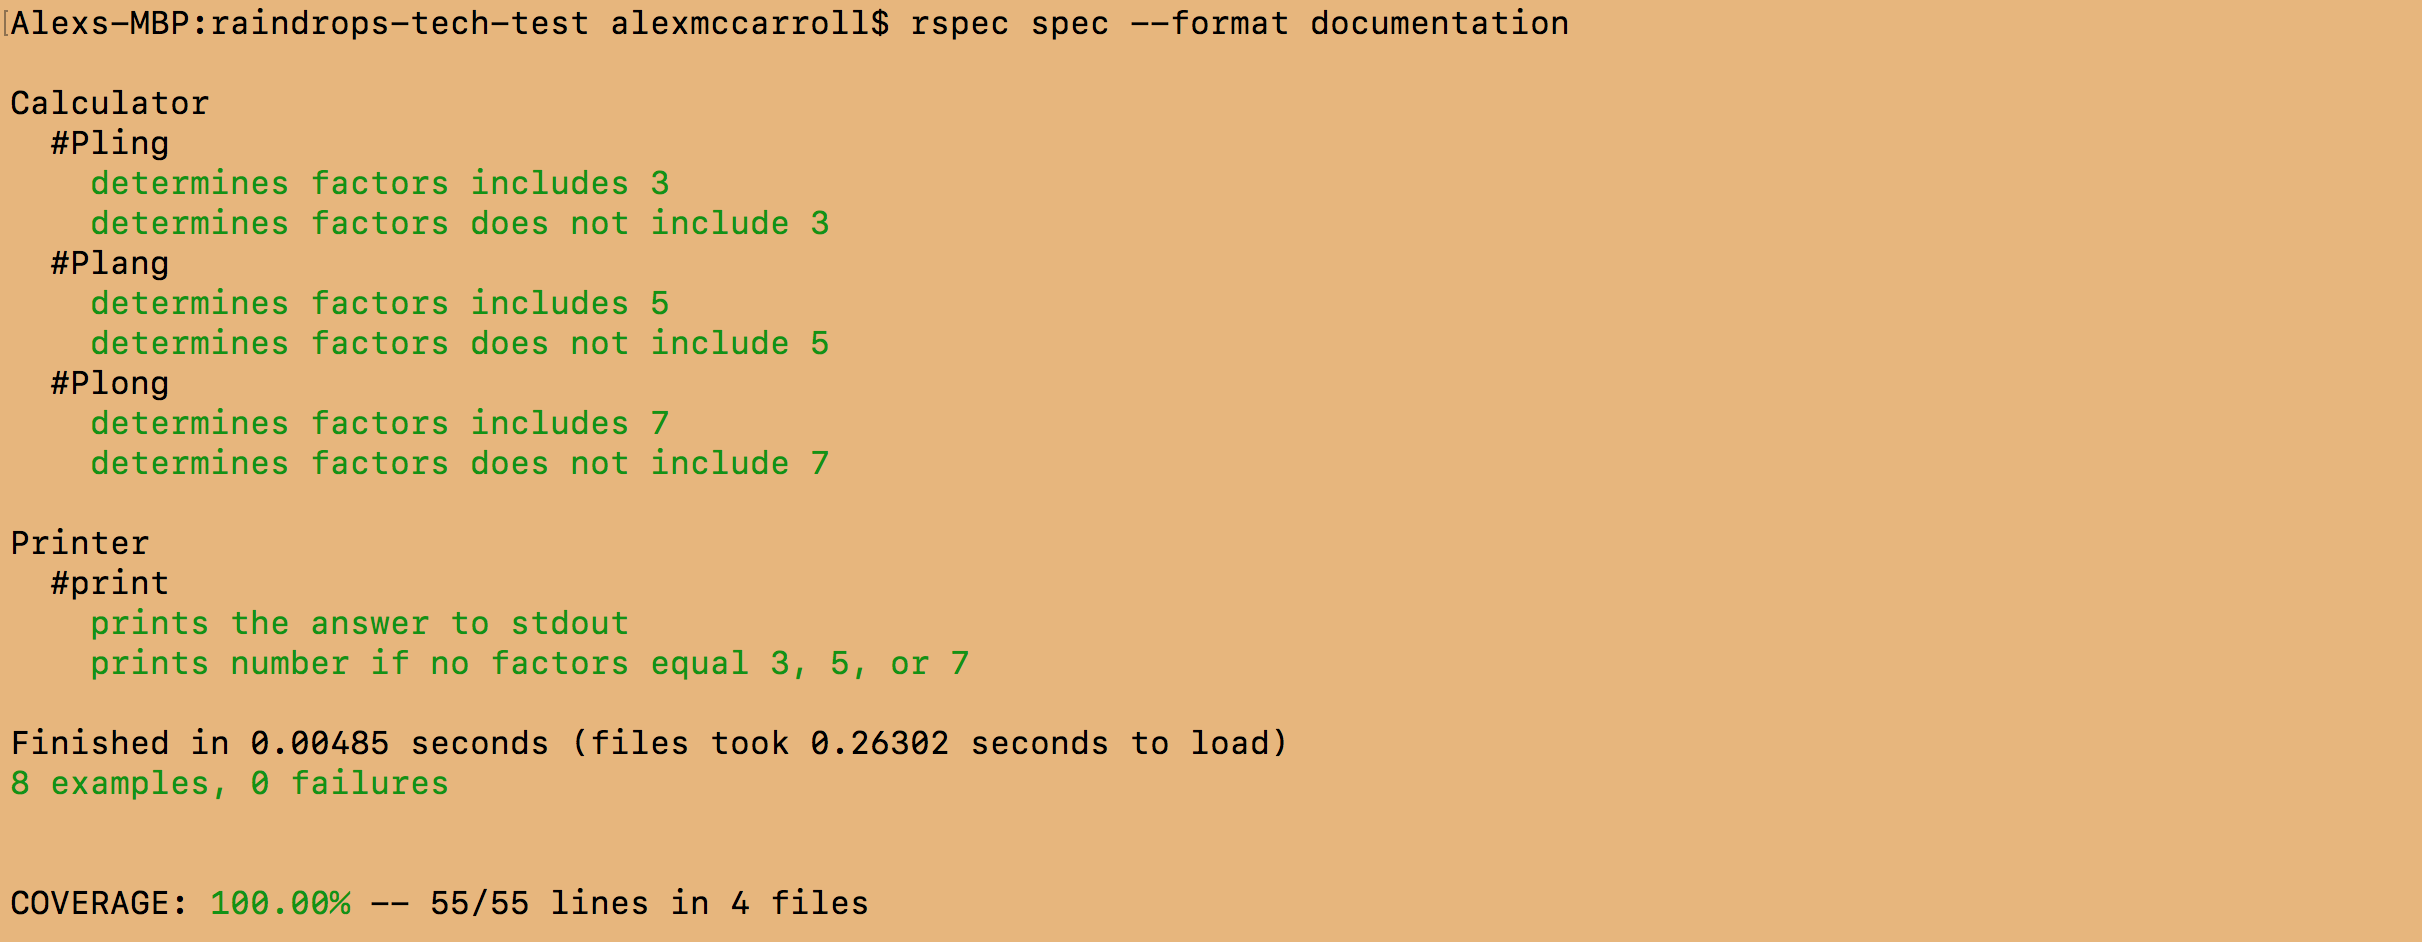 [Alexs-MBP:raindrops-tech-test alexmccarroll$ rspec spec --format documentation
Calculator
#Pling
determines factors includes 3
determines factors does not include 3
#Plang
determines factors includes 5
determines factors does not include 5
#Plong
determines factors includes 7
determines factors does not include 7
Printer
#print
prints the answer to stdout
prints number if no factors equal 3, 5, or 7
Finished in 0.00485 seconds (files took 0.26302 seconds to load)
8 examples, 0 failures
COVERAGE: 100.00% -- 55/55 lines in 4 files